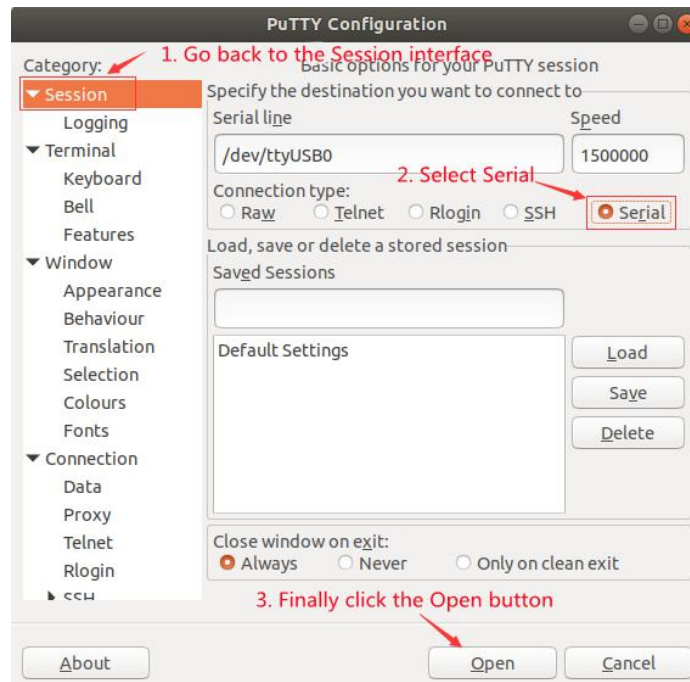 PuTTY Configuration
1. Go back to the Session interface
Category:
Basic options for your PuTTY session
Session
Logging
Terminal
Keyboard
Bell
Features
Window
Appearance
Behaviour
Translation
Selection
Colours
Fonts
Connection
Data
Proxy
Telnet
Rlogin
SSH
Specify the destination you want to connect to
Serial line Speed
/dev/ttyUSB0 1500000
2. Select Serial
Connection type:
Raw Telnet Rlogin SSH Serial
Load, save or delete a stored session
Saved Sessions
Default Settings
Load
Save
Delete
Close window on exit:
Always Never Only on clean exit
3. Finally click the Open button
About Open Cancel